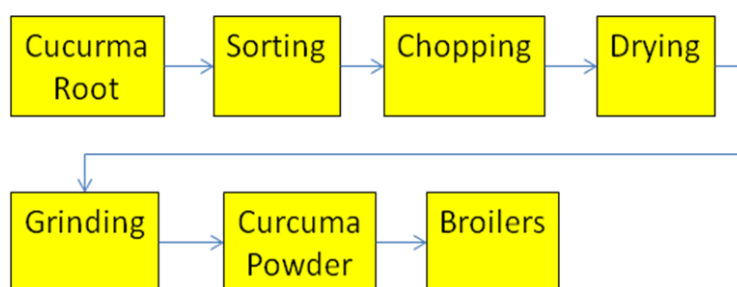 Cucurma
Root
Sorting
Chopping
Drying
Grinding
Curcuma
Powder
Broilers